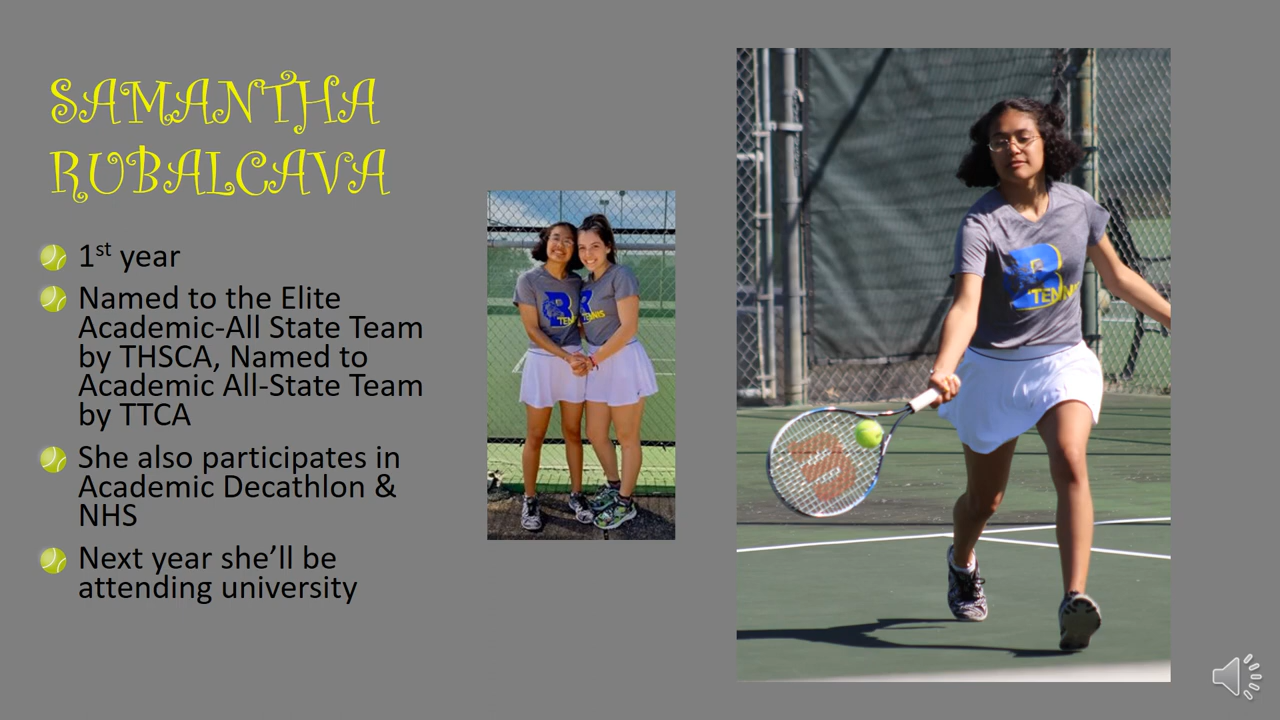 SAMANTHA
RUBALCAVA
1st year
Named to the Elite
Academic-All State Team
by THSCA, Named to
Academic All-State Team
by TTCA
She also participates in
Academic Decathlon &
NHS
Next year she’ll be
attending university
B
TENNIS
B
TENNIS